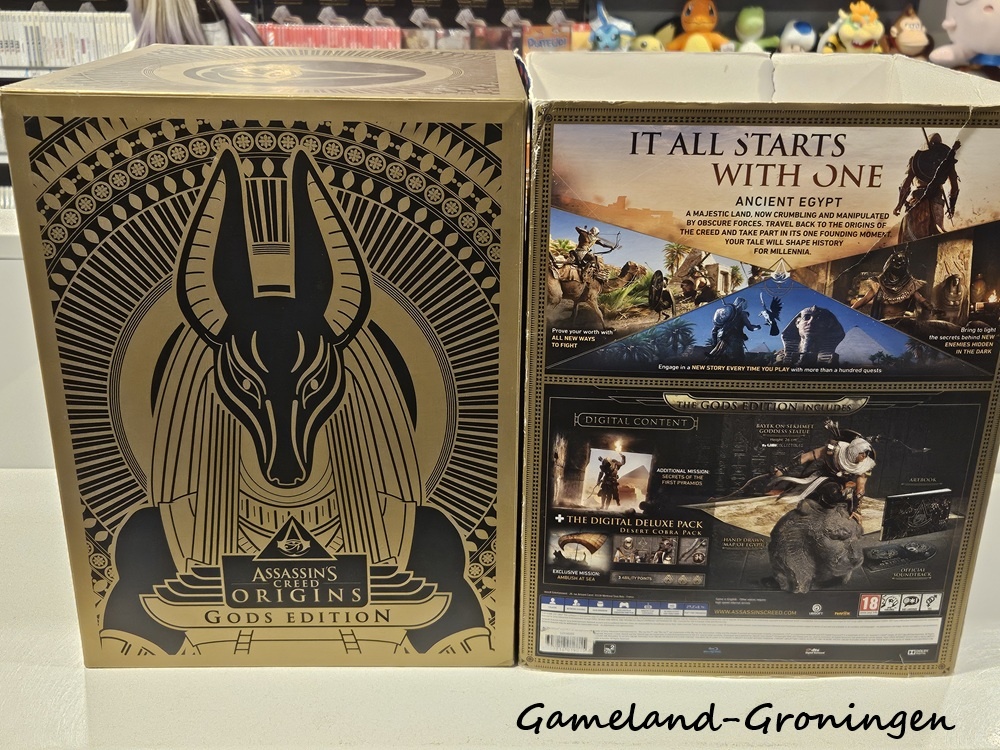 ASSASSIN'S
CREED
ORIGINS
GODS EDITION
IT ALL STARTS
WITH ONE
ANCIENT EGYPT
A MAJESTIC LAND, NOW CRUMBLING AND MANIPULATED
BY OBSCURE FORCES. TRAVEL BACK TO THE ORIGINS OF
THE CREED AND TAKE PART IN ITS ONE FOUNDING MOMENT.
YOUR TALE WILL SHAPE HISTORY
FOR MILLENNIA.
Prove your worth with
ALL NEW WAYS
TO FIGHT
Bring to light
the secrets behind NEW
ENEMIES HIDDEN
IN THE DARK
Engage in a NEW STORY EVERY TIME YOU PLAY with more than a hundred quests
THE GODS EDITION INCLUDES
DIGITAL CONTENT
ADDITIONAL MISSION:
SECRETS OF THE
FIRST PYRAMIDS
+ THE DIGITAL DELUXE PACK
DESERT COBRA PACK
EXCLUSIVE MISSION:
AMBUSH AT SEA
3 ABILITY POINTS
BAYEK ON SEKHMET
GODDESS STATUE
ARTBOOK
HAND-DRAWN
MAP OF EGYPT
OFFICIAL
SOUNDTRACK
WWW.ASSASSINSCREED.COM
UBISOFT
18
Gameland-Groningen